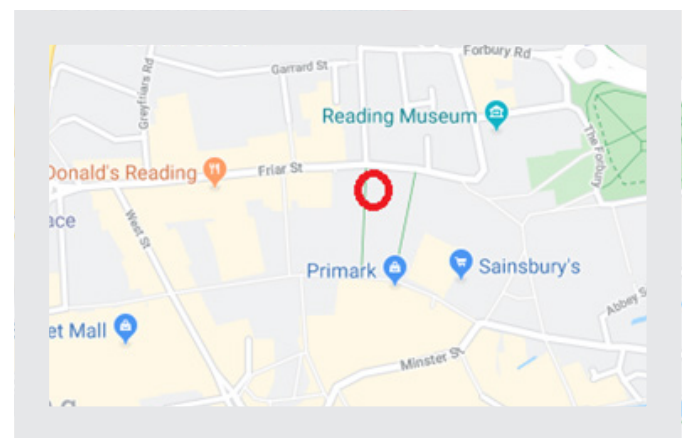 Forbury Rd
Garrard St
Greyfriars Rd
Reading Museum
The Forbury
Donald's Reading
Friar St
ace
West St
Primark
Sainsbury's
Abbey S
et Mall
Minster St